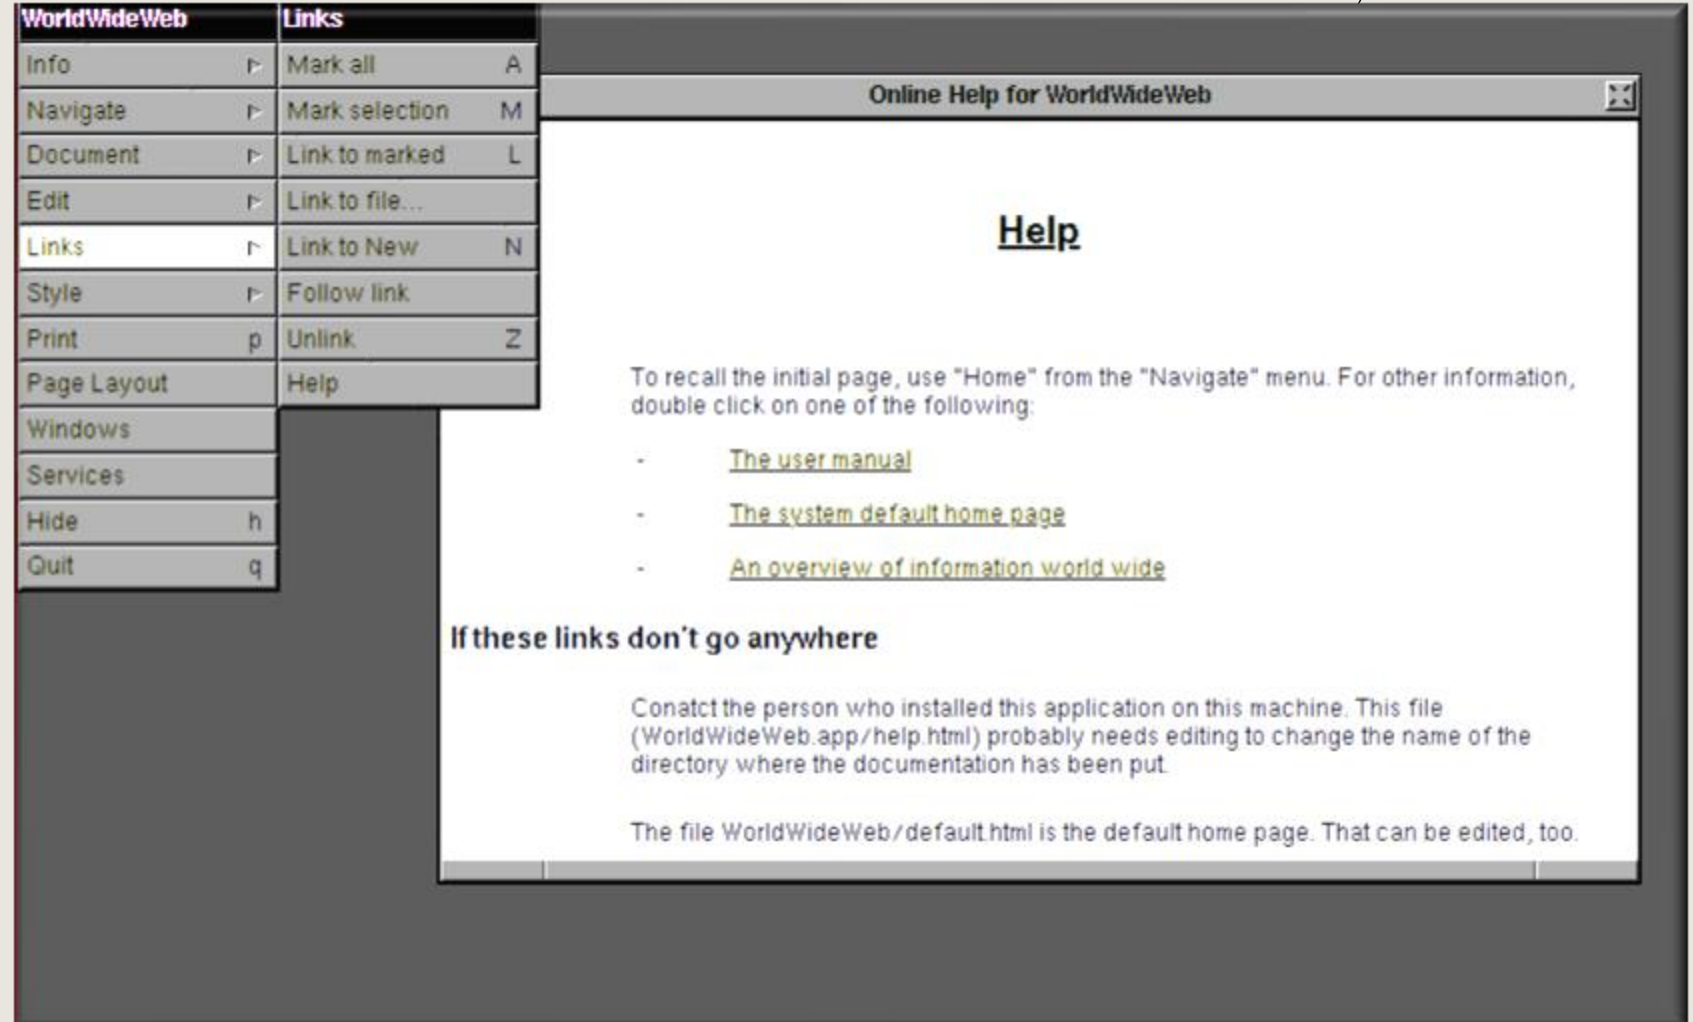 WorldWideWeb
Info
Navigate
Document
Edit
Links
Style
Print p
Page Layout
Windows
Services
Hide h
Quit q
Links
Mark all A
Mark selection M
Link to marked L
Link to file...
Link to New N
Follow link
Unlink Z
Help
Online Help for WorldWideWeb
Help
To recall the initial page, use "Home" from the "Navigate" menu. For other information,
double click on one of the following:
- The user manual
- The system default home page
- An overview of information world wide
If these links don't go anywhere
Conatct the person who installed this application on this machine. This file
(WorldWideWeb.app/help.html) probably needs editing to change the name of the
directory where the documentation has been put.
The file WorldWideWeb/default.html is the default home page. That can be edited, too.